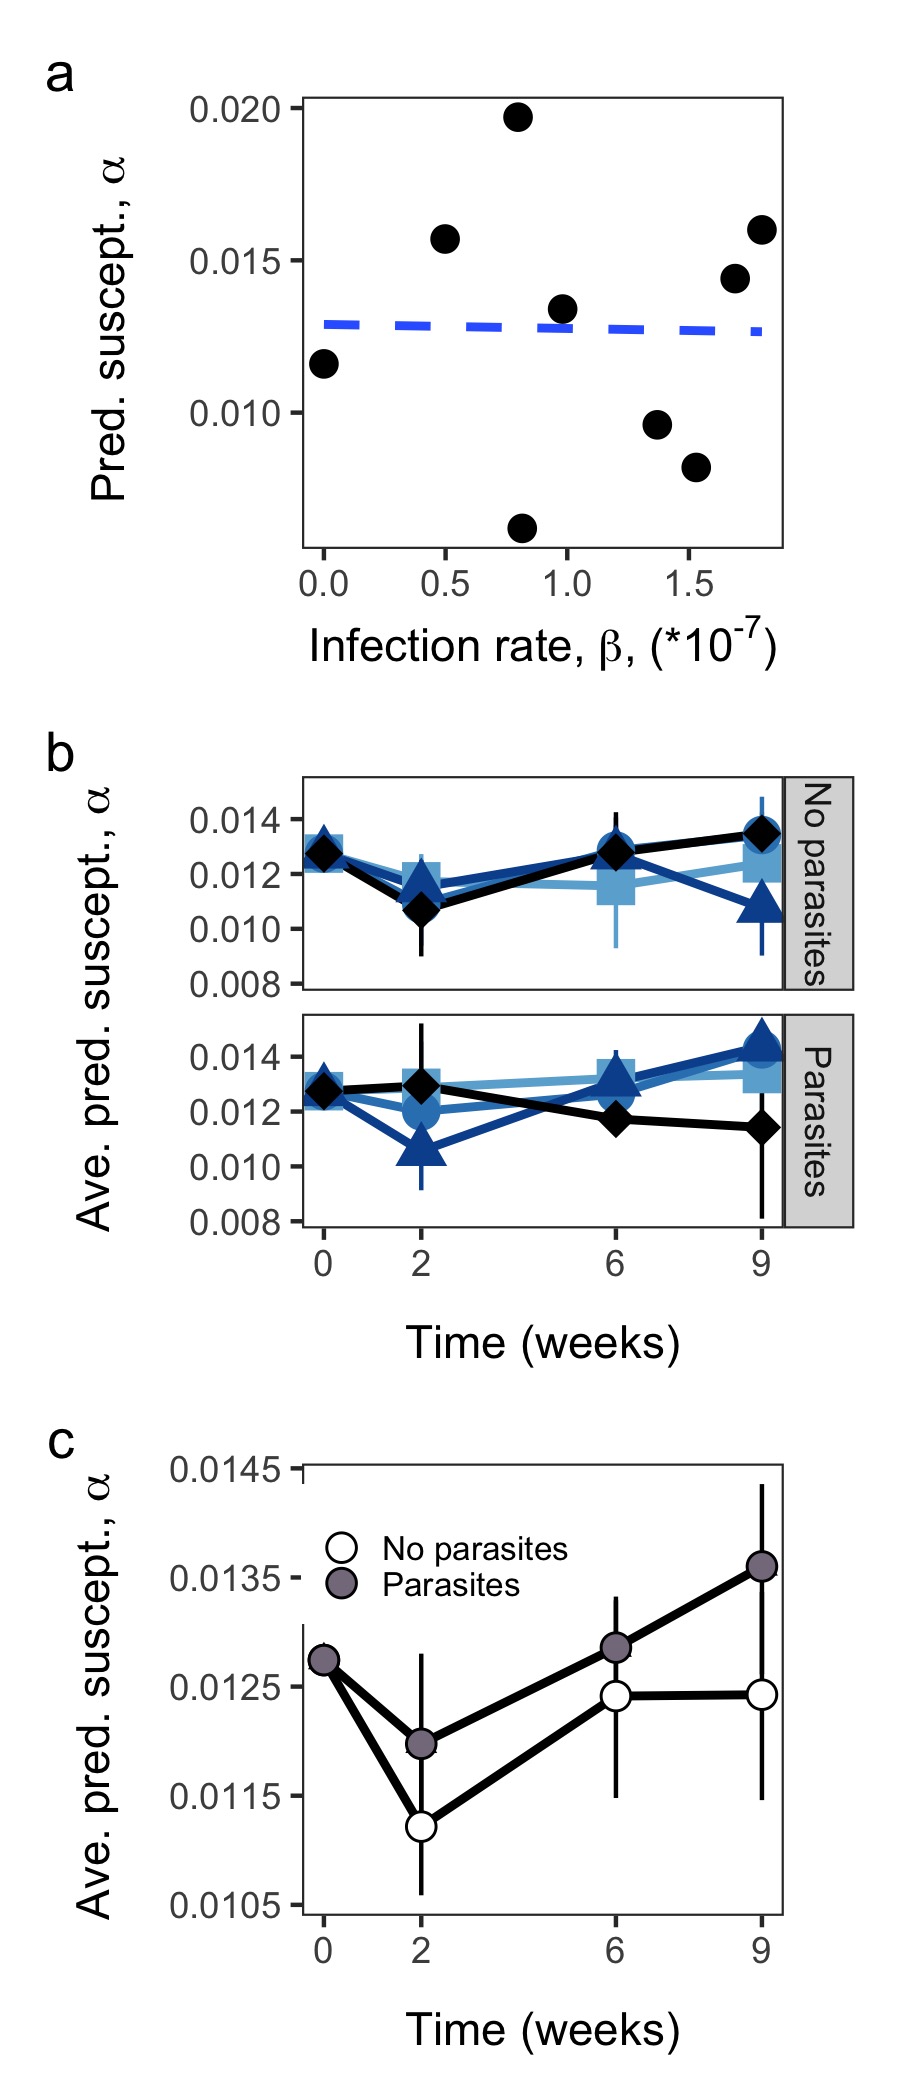 a
Pred. suscept., α
0.020
0.015
0.010
0.0 0.5 1.0 1.5
Infection rate, β, (*10⁻⁷)
b
Ave. pred. suscept., α
0.014
0.012
0.010
0.008
No parasites
0.014
0.012
0.010
0.008
Parasites
0 2 6 9
Time (weeks)
c
Ave. pred. suscept., α
0.0145
0.0135
0.0125
0.0115
0.0105
No parasites
Parasites
0 2 6 9
Time (weeks)